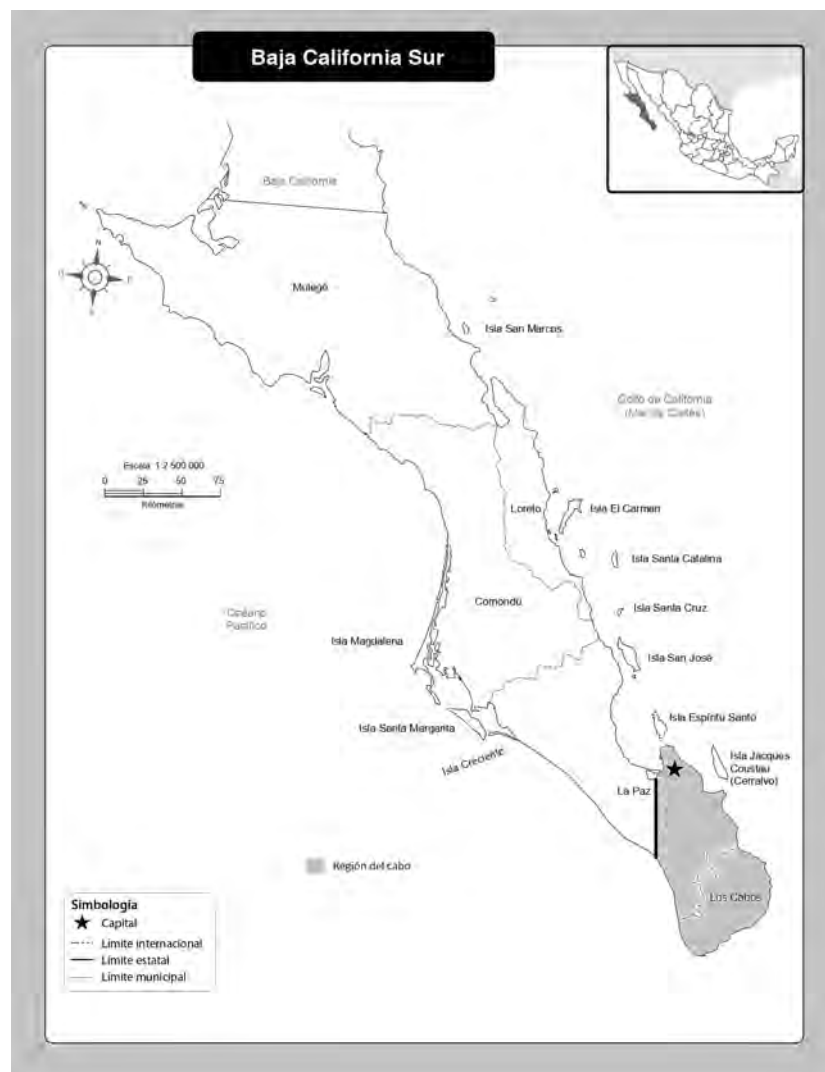 Baja California Sur
Baja California
N
Mulegé
Isla San Marcos
Golfo de California
(Mar de Cortés)
Escala 1:2 500 000
0 25 50 75
Kilómetros
Loreto
Isla El Carmen
Isla Santa Catalina
Océano
Pacífico
Comondú
Isla Santa Cruz
Isla Magdalena
Isla San José
Isla Espíritu Santo
Isla Santa Margarita
Isla Creciente
Isla Jacques
Coustau
(Cerralvo)
La Paz
Región del cabo
Los Cabos
Simbología
Capital
Límite internacional
Límite estatal
Límite municipal